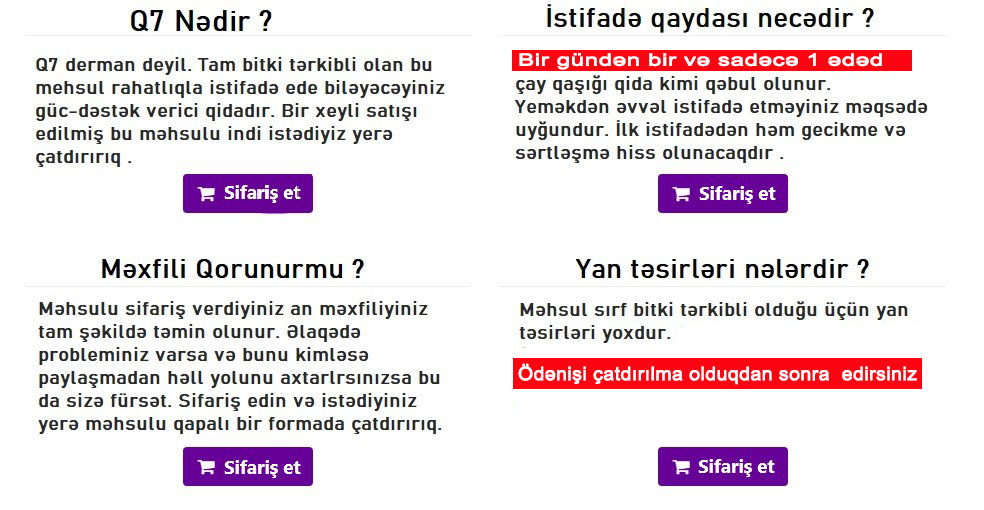 Q7 Nədir ?
Q7 derman deyil. Tam bitki tərkibli olan bu
mehsul rahatlıqla istifadə ede biləyəcəyiniz
güc-dəstək verici qidadır. Bir xeyli satışı
edilmiş bu məhsulu indi istədiyiz yerə
çatdırırıq .
Sifariş et
İstifadə qaydası necədir ?
Bir gündən bir və sadəcə 1 ədəd
çay qaşığı qida kimi qəbul olunur.
Yeməkdən əvvəl istifadə etməyiniz məqsədə
uyğundur. İlk istifadədən həm gecikme və
sərtləşmə hiss olunacaqdır .
Sifariş et
Məxfili Qorunurmu ?
Məhsulu sifariş verdiyiniz an məxfiliyiniz
tam şəkildə təmin olunur. Əlaqədə
probleminiz varsa və bunu kimləsə
paylaşmadan həll yolunu axtarlrsınızsa bu
da sizə fürsət. Sifariş edin və istədiyiniz
yerə məhsulu qapalı bir formada çatdırırıq.
Sifariş et
Yan təsirləri nələrdir ?
Məhsul sırf bitki tərkibli olduğu üçün yan
təsirləri yoxdur.
Ödənişi çatdırılma olduqdan sonra ədirsiniz
Sifariş et